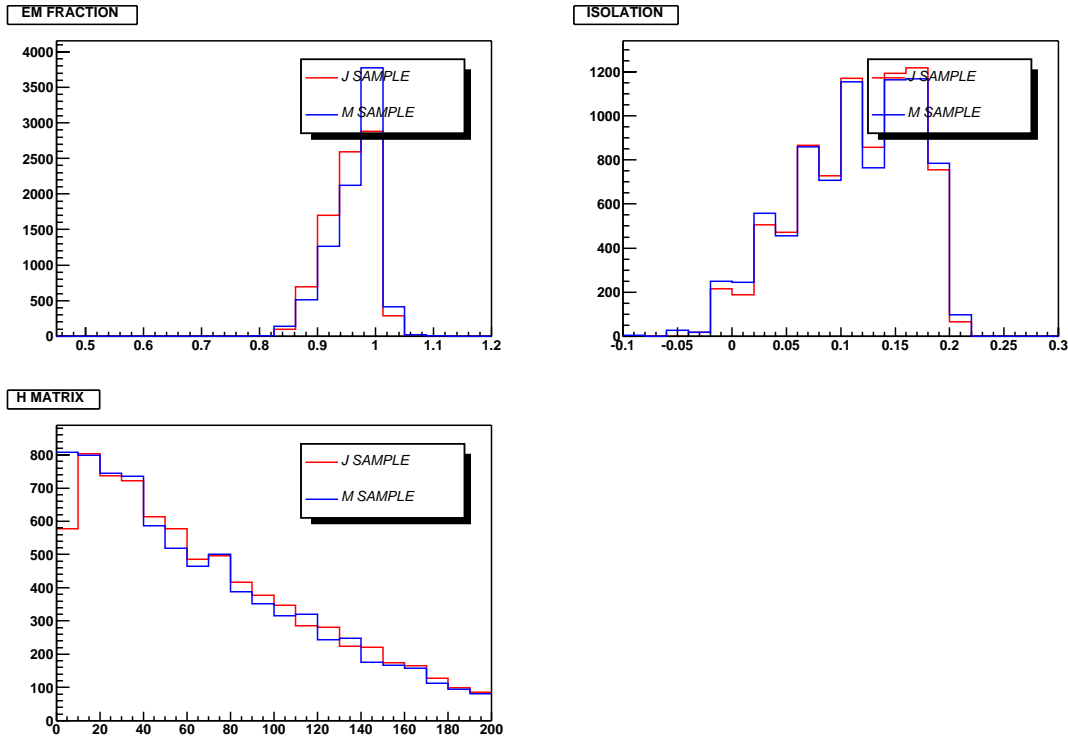 EM FRACTION
4000
3500
3000
2500
2000
1500
1000
500
0
0.5 0.6 0.7 0.8 0.9 1 1.1 1.2
J SAMPLE
M SAMPLE
ISOLATION
1200
1000
800
600
400
200
0
-0.1 -0.05 0 0.05 0.1 0.15 0.2 0.25 0.3
J SAMPLE
M SAMPLE
H MATRIX
800
700
600
500
400
300
200
100
0
0 20 40 60 80 100 120 140 160 180 200
J SAMPLE
M SAMPLE